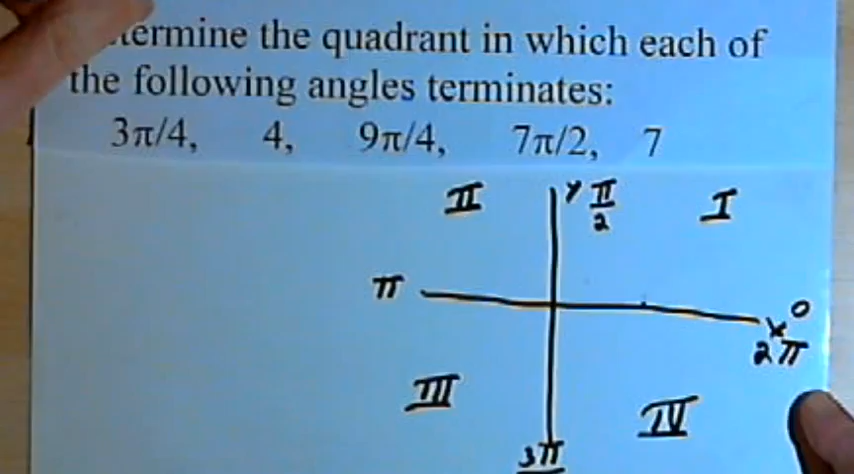 the quadrant in which each of
the following angles terminates:
3π/4, 4, 9π/4, 7π/2, 7
II y π/2 I
π x 0
2π
III IV
3π